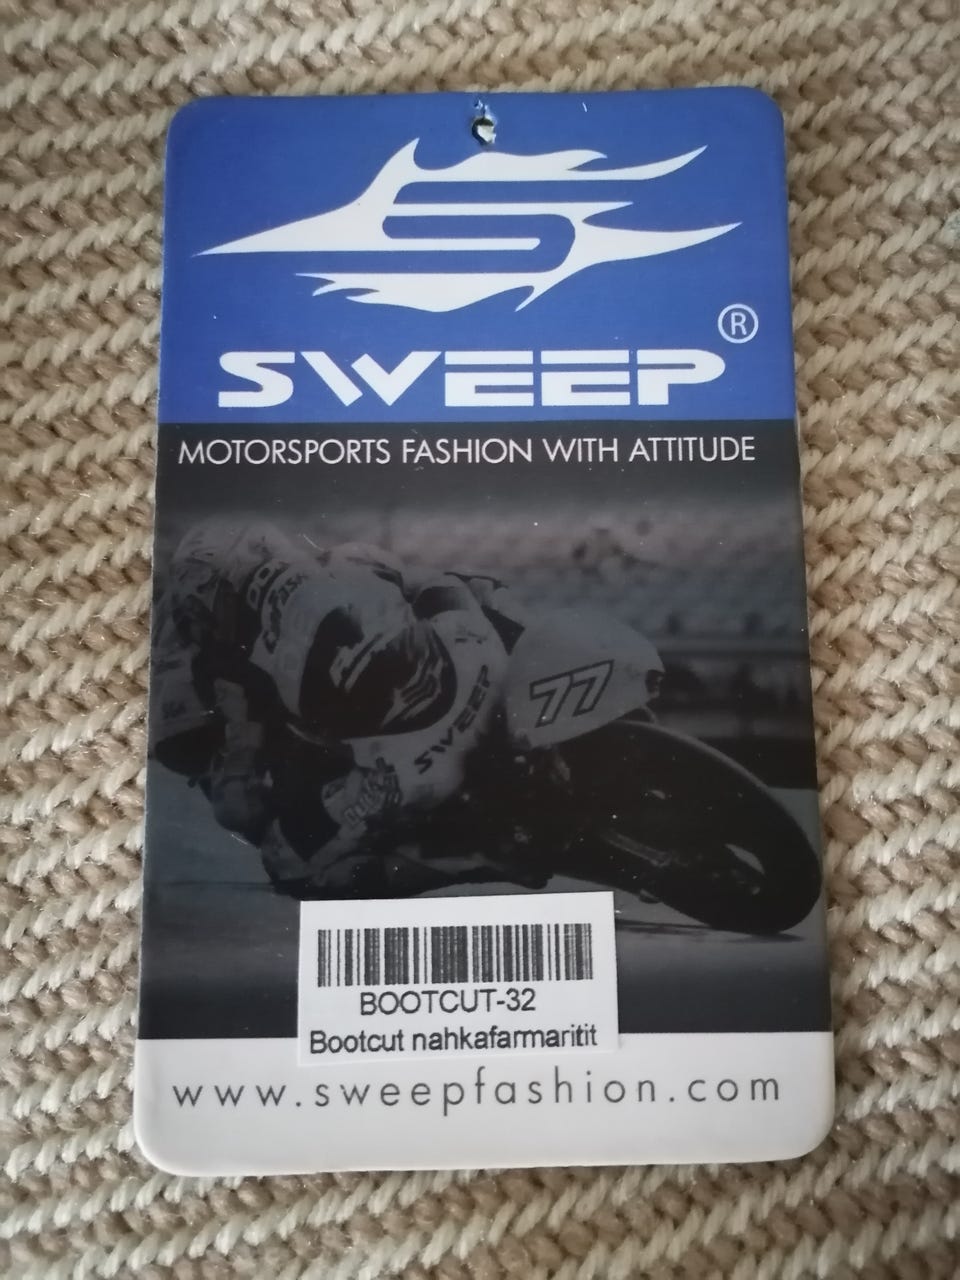 SWEEP®
MOTORSPORTS FASHION WITH ATTITUDE
77
SWEEP
BOOTCUT-32
Bootcut nahkafarmaritit
www.sweepfashion.com